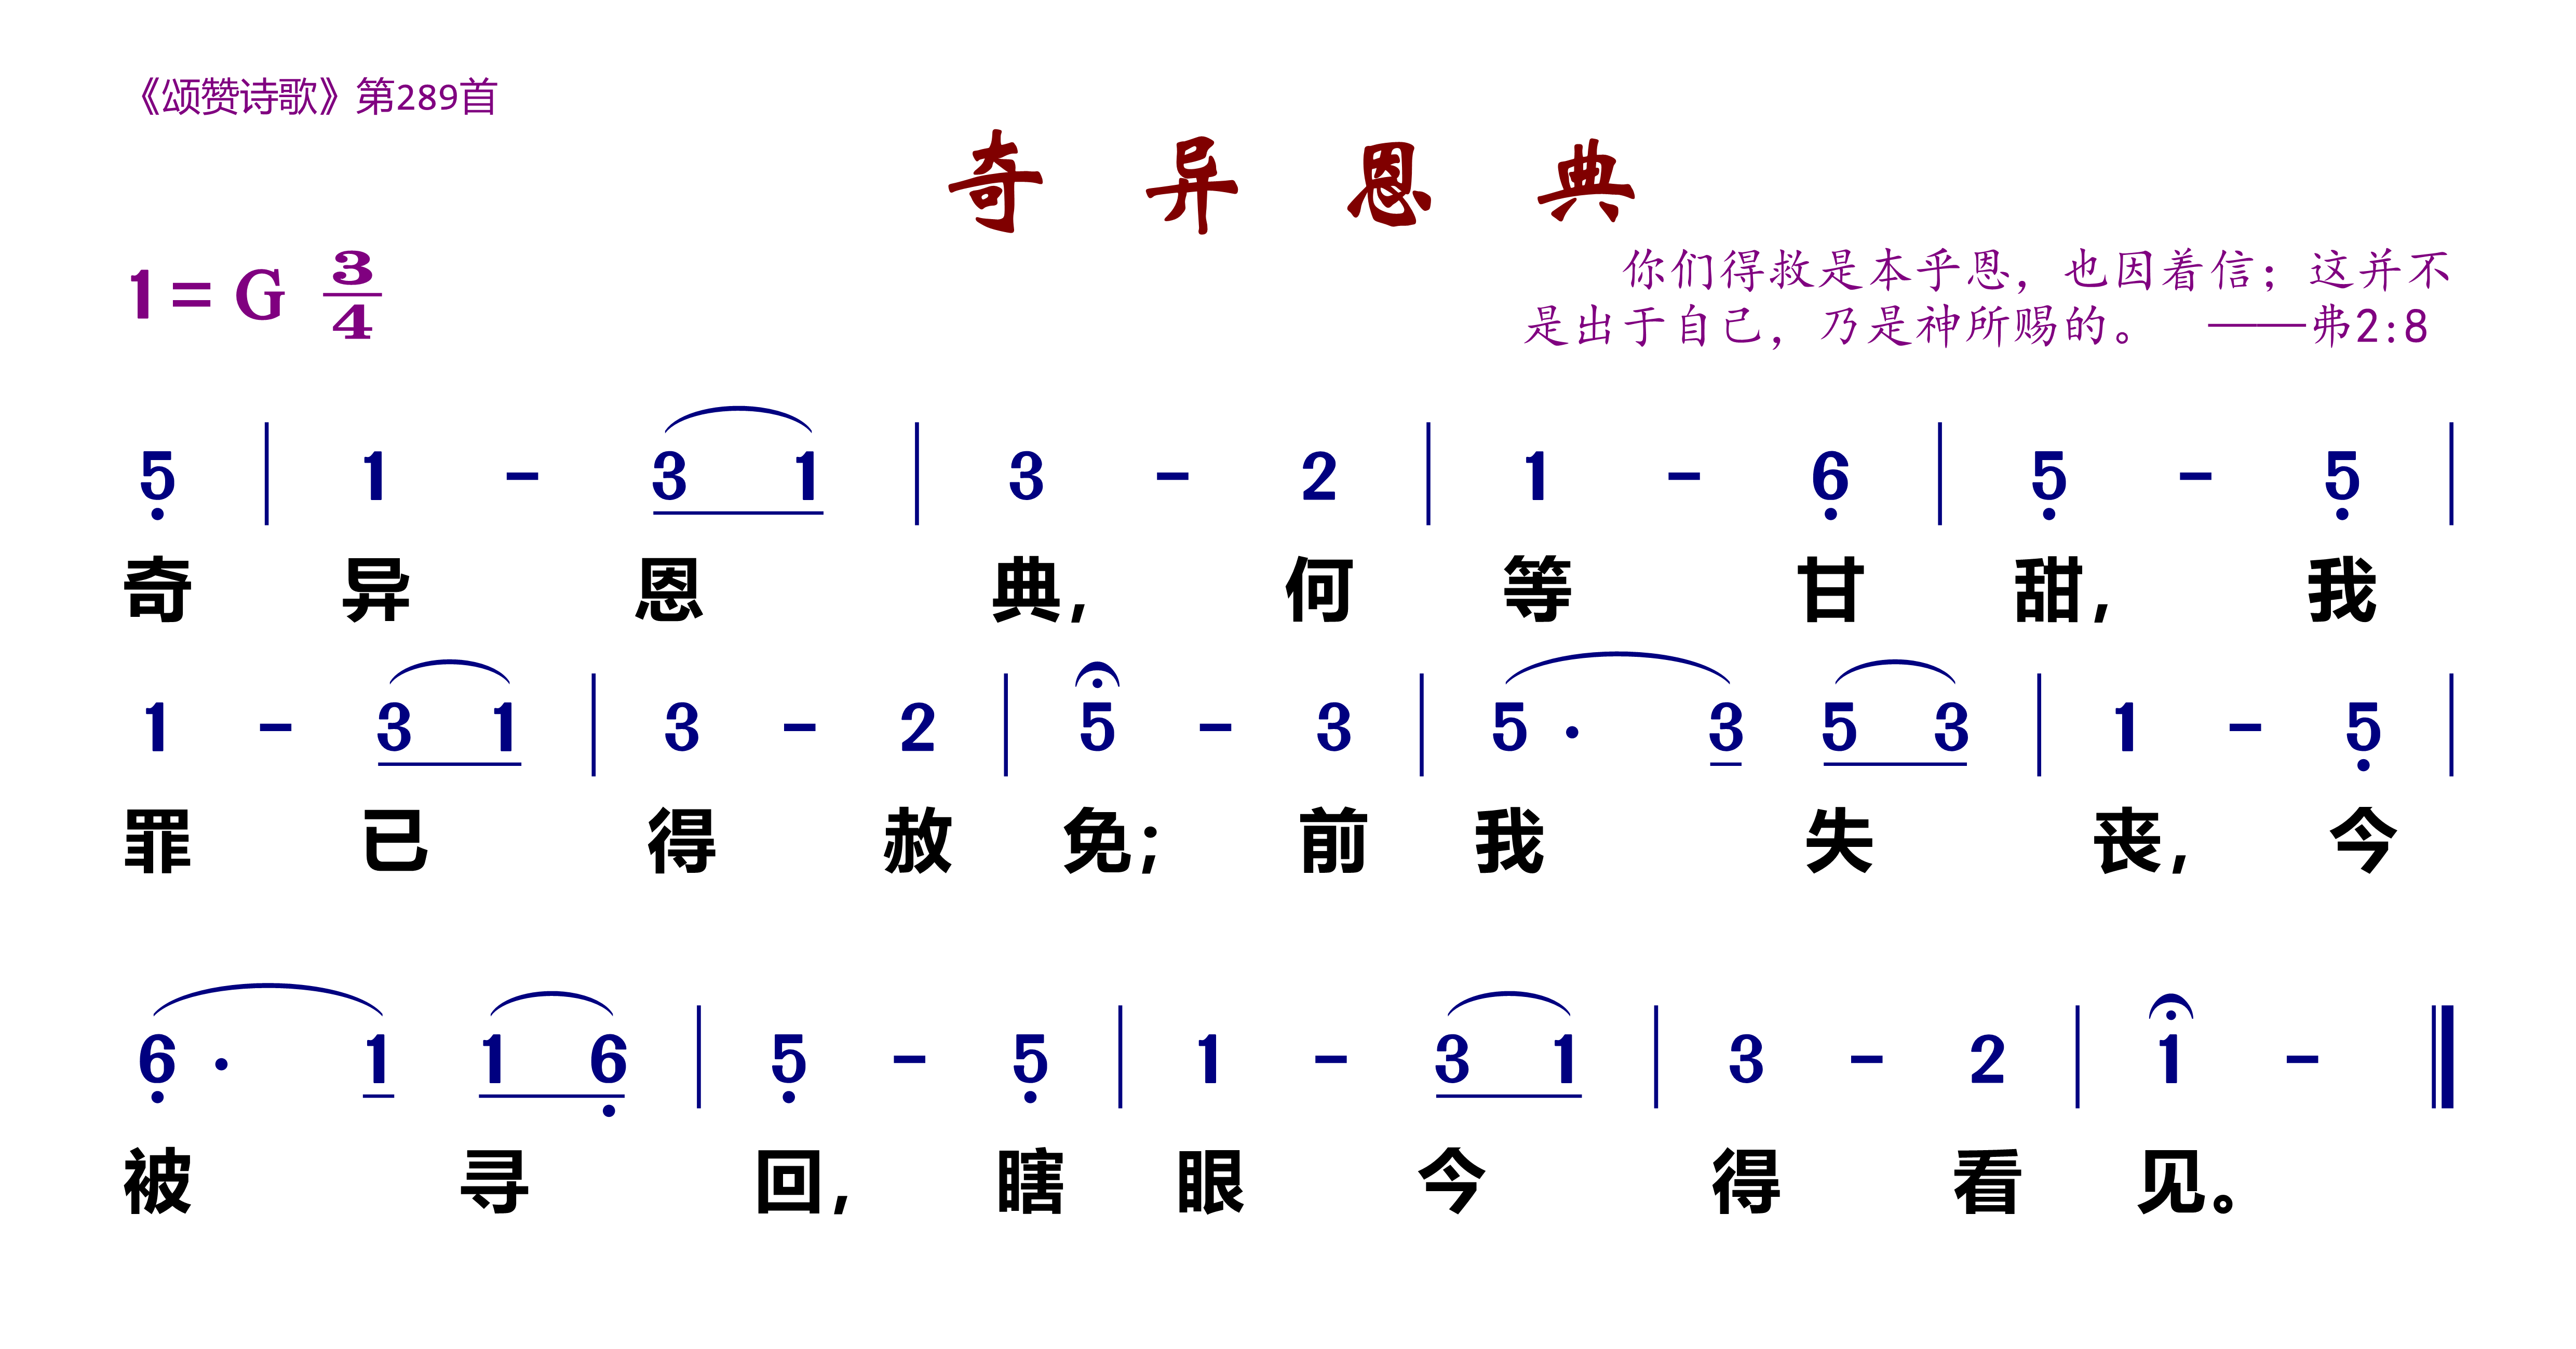 《颂赞诗歌》第289首
奇异恩典
1=G 3/4
你们得救是本乎恩，也因着信；这并不
是出于自己，乃是神所赐的。 ——弗2:8
5̣ | 1 - 3 1 | 3 - 2 | 1 - 6̣ | 5̣ - 5̣ |
奇 异 恩 典， 何 等 甘 甜， 我
1 - 3 1 | 3 - 2 | 5 - 3 | 5 · 3 5 3 | 1 - 5̣ |
罪 已 得 赦 免； 前 我 失 丧， 今
6̣ · 1 1 6̣ | 5̣ - 5̣ | 1 - 3 1 | 3 - 2 | 1 - ‖
被 寻 回， 瞎 眼 今 得 看 见。